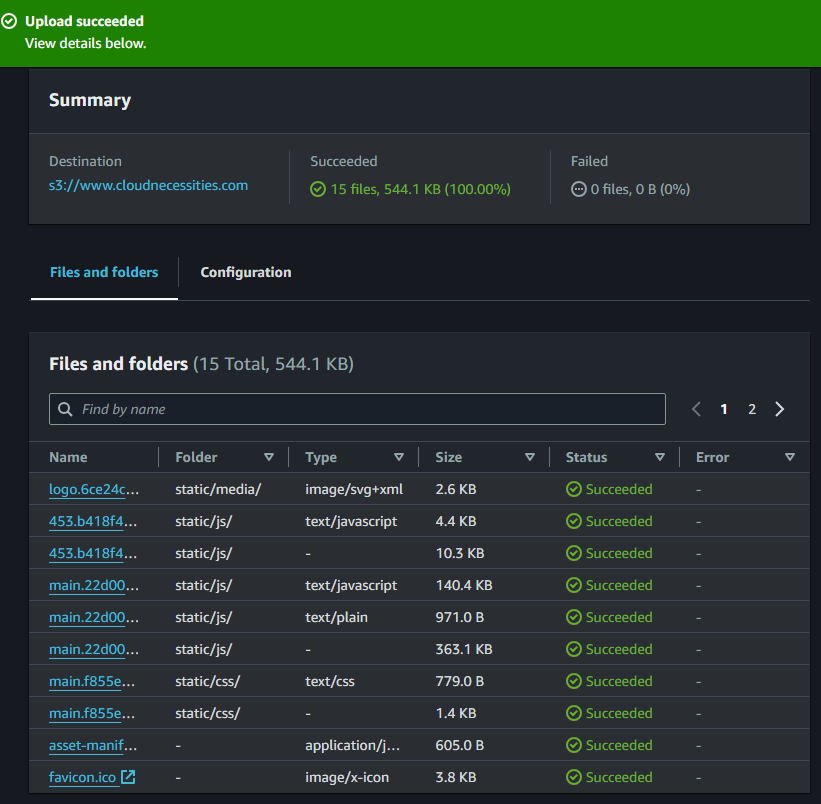 Upload succeeded
View details below.
Summary
Destination
s3://www.cloudnecessities.com
Succeeded
15 files, 544.1 KB (100.00%)
Failed
0 files, 0 B (0%)
Files and folders
Configuration
Files and folders (15 Total, 544.1 KB)
Find by name
1 2
Name Folder Type Size Status Error
logo.6ce24c... static/media/ image/svg+xml 2.6 KB Succeeded -
453.b418f4... static/js/ text/javascript 4.4 KB Succeeded -
453.b418f4... static/js/ - 10.3 KB Succeeded -
main.22d00... static/js/ text/javascript 140.4 KB Succeeded -
main.22d00... static/js/ text/plain 971.0 B Succeeded -
main.22d00... static/js/ - 363.1 KB Succeeded -
main.f855e... static/css/ text/css 779.0 B Succeeded -
main.f855e... static/css/ - 1.4 KB Succeeded -
asset-manif... - application/j... 605.0 B Succeeded -
favicon.ico - image/x-icon 3.8 KB Succeeded -